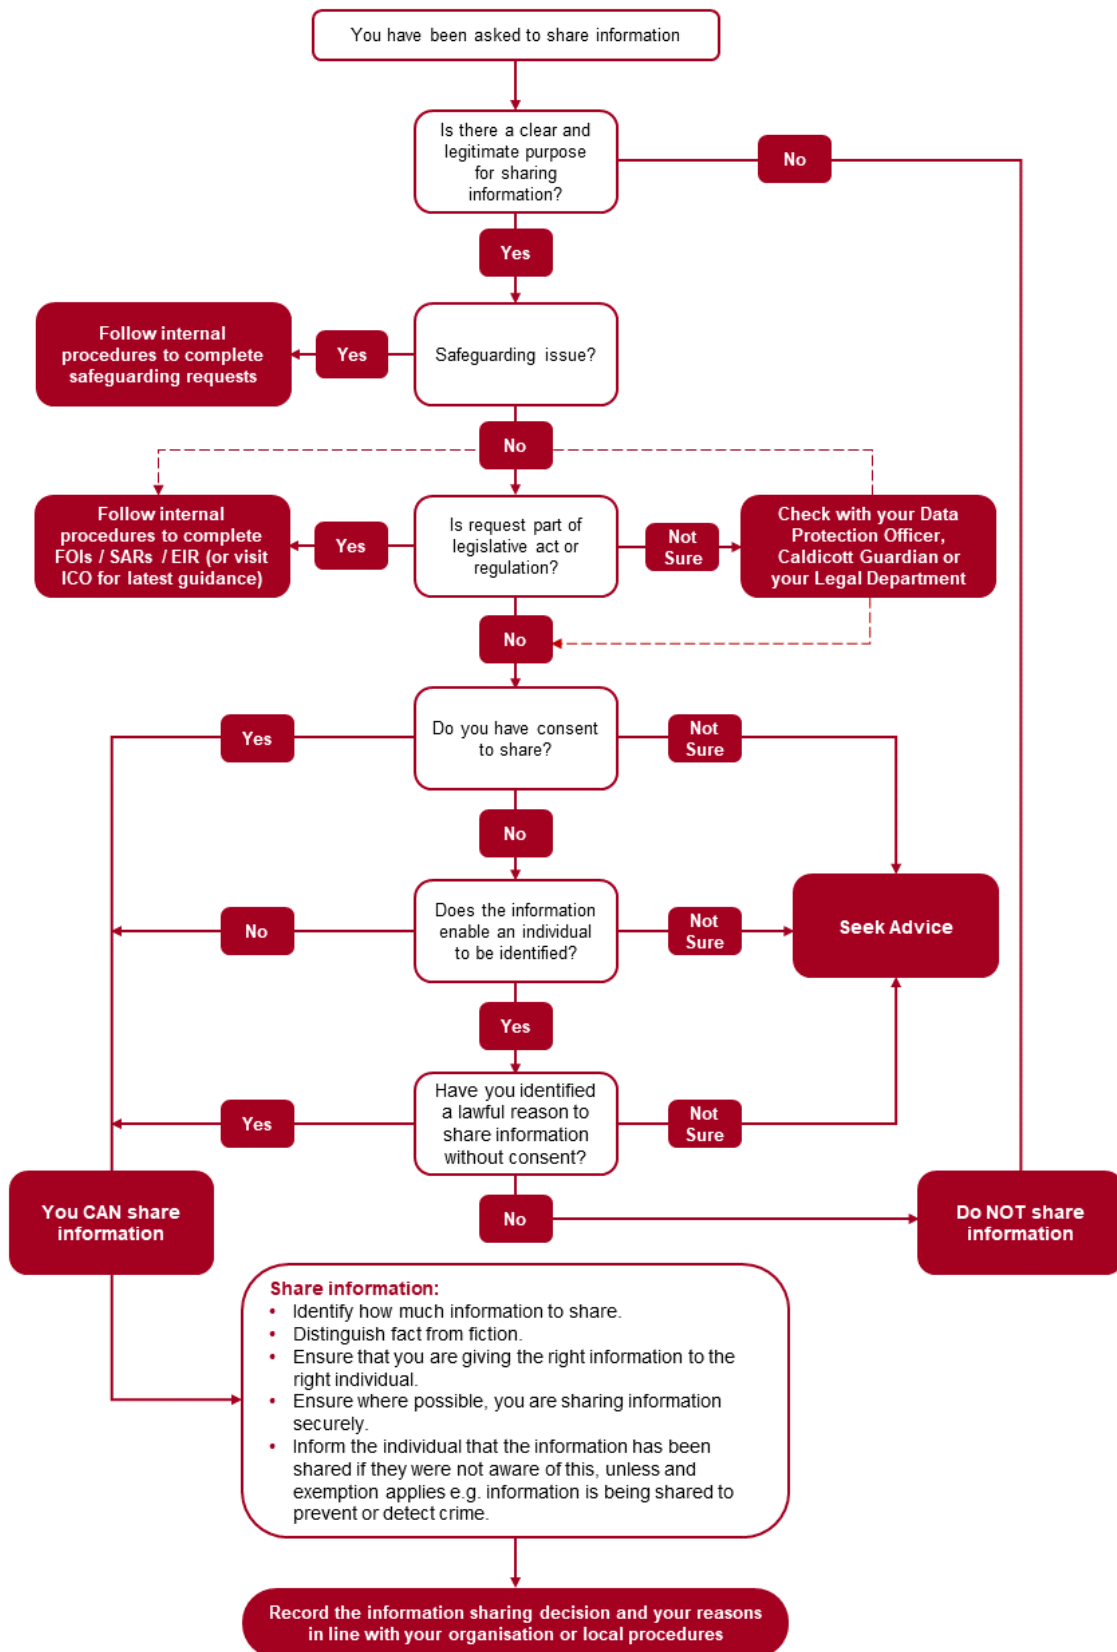 You have been asked to share information
Is there a clear and
legitimate purpose
for sharing
information?
No
Yes
Follow internal
procedures to complete
safeguarding requests
Yes
Safeguarding issue?
No
Follow internal
procedures to complete
FOIs / SARs / EIR (or visit
ICO for latest guidance)
Yes
Is request part of
legislative act or
regulation?
Not
Sure
Check with your Data
Protection Officer,
Caldicott Guardian or
your Legal Department
No
Yes
Do you have consent
to share?
Not
Sure
No
No
Does the information
enable an individual
to be identified?
Not
Sure
Seek Advice
Yes
Yes
Have you identified
a lawful reason to
share information
without consent?
Not
Sure
You CAN share
information
No
Do NOT share
information
Share information:
• Identify how much information to share.
• Distinguish fact from fiction.
• Ensure that you are giving the right information to the
right individual.
• Ensure where possible, you are sharing information
securely.
• Inform the individual that the information has been
shared if they were not aware of this, unless and
exemption applies e.g. information is being shared to
prevent or detect crime.
Record the information sharing decision and your reasons
in line with your organisation or local procedures